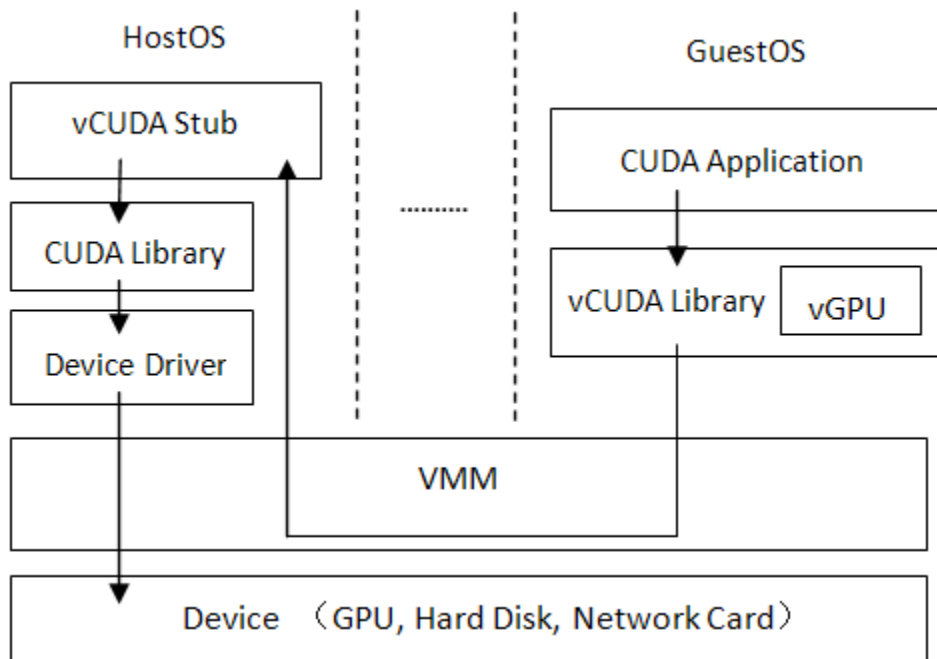 HostOS
GuestOS
vCUDA Stub
CUDA Application
..........
CUDA Library
vCUDA Library
vGPU
Device Driver
VMM
Device （GPU, Hard Disk, Network Card）